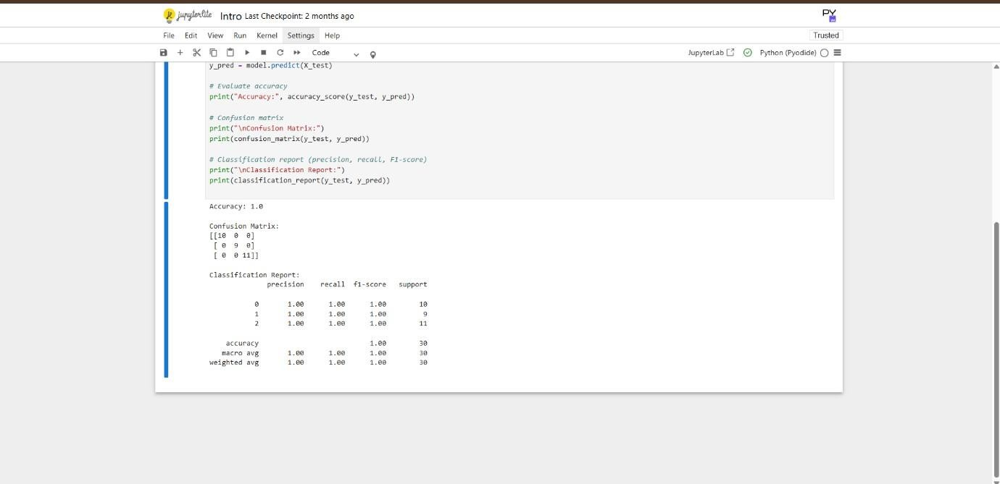 jupyterlite Intro Last Checkpoint: 2 months ago PY
File Edit View Run Kernel Settings Help Trusted
Code JupyterLab Python (Pyodide)
y_pred = model.predict(X_test)
# Evaluate accuracy
print("Accuracy:", accuracy_score(y_test, y_pred))
# Confusion matrix
print("\nConfusion Matrix:")
print(confusion_matrix(y_test, y_pred))
# Classification report (precision, recall, F1-score)
print("\nClassification Report:")
print(classification_report(y_test, y_pred))
Accuracy: 1.0
Confusion Matrix:
[[10 0 0]
[ 0 9 0]
[ 0 0 11]]
Classification Report:
precision recall f1-score support
0 1.00 1.00 1.00 10
1 1.00 1.00 1.00 9
2 1.00 1.00 1.00 11
accuracy 1.00 30
macro avg 1.00 1.00 1.00 30
weighted avg 1.00 1.00 1.00 30